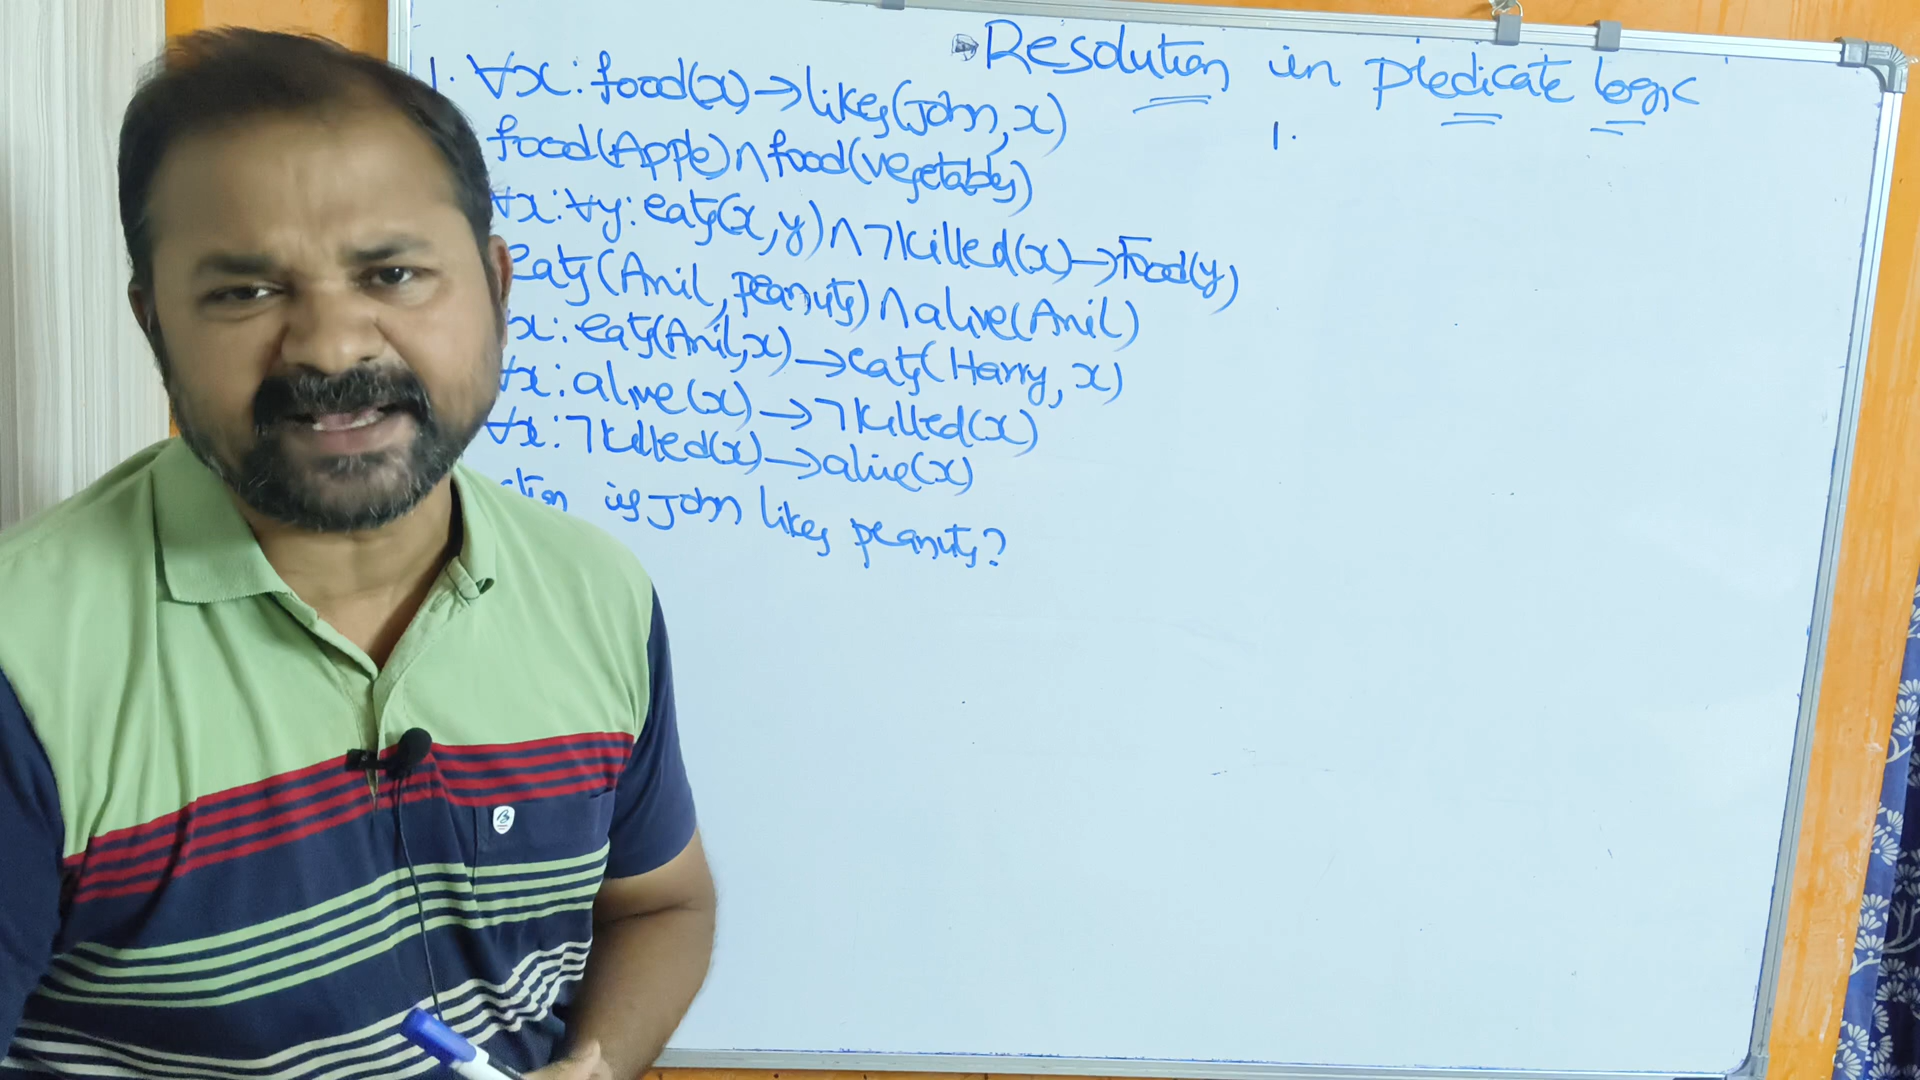 Resolution in predicate logic
1. ∀x: food(x)→likes(John,x)
food(Apple)∧food(vegetables)
∀x:∀y: eats(x,y)∧¬killed(x)→Food(y)
eats(Anil,peanuts)∧alive(Anil)
x: eats(Anil,x)→eats(Harry,x)
∀x: alive(x)→¬killed(x)
∀x:¬killed(x)→alive(x)
is John likes peanuts?
1.